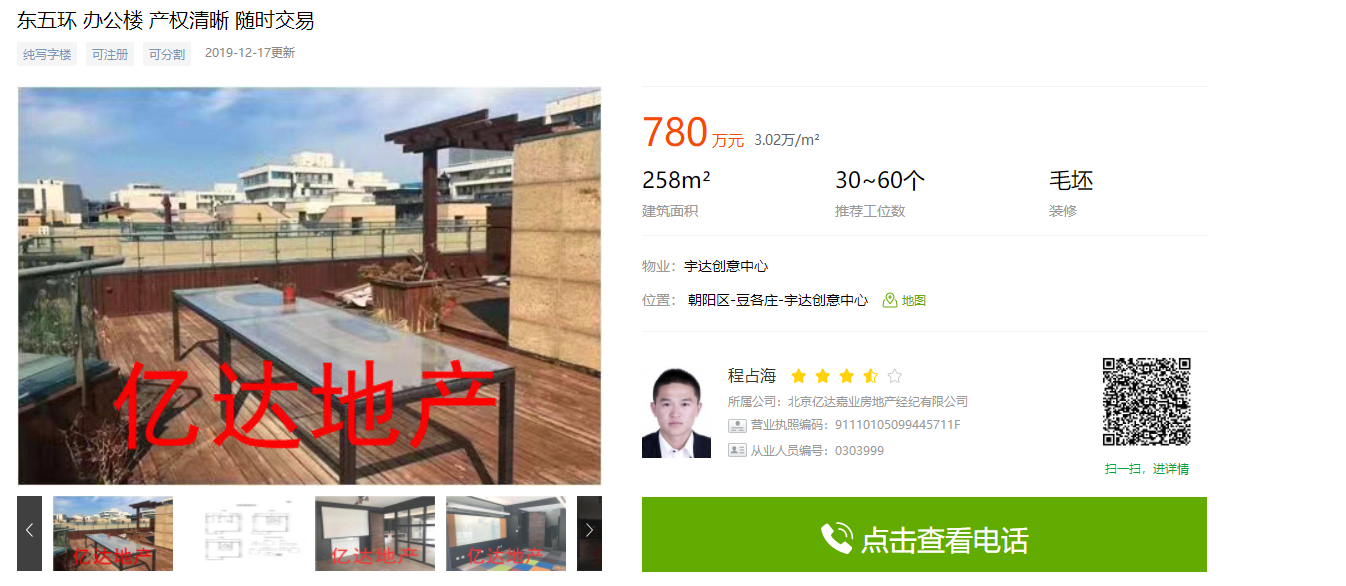 东五环 办公楼 产权清晰 随时交易
纯写字楼 可注册 可分割 2019-12-17更新
亿达地产
780 万元 3.02万/m²
258m² 30~60个 毛坯
建筑面积 推荐工位数 装修
物业： 宇达创意中心
位置： 朝阳区-豆各庄-宇达创意中心 地图
程占海
所属公司：北京亿达嘉业房地产经纪有限公司
营业执照编码：91110105099445711F
从业人员编号：0303999
扫一扫，进详情
亿达地产 亿达地产 亿达地产
点击查看电话